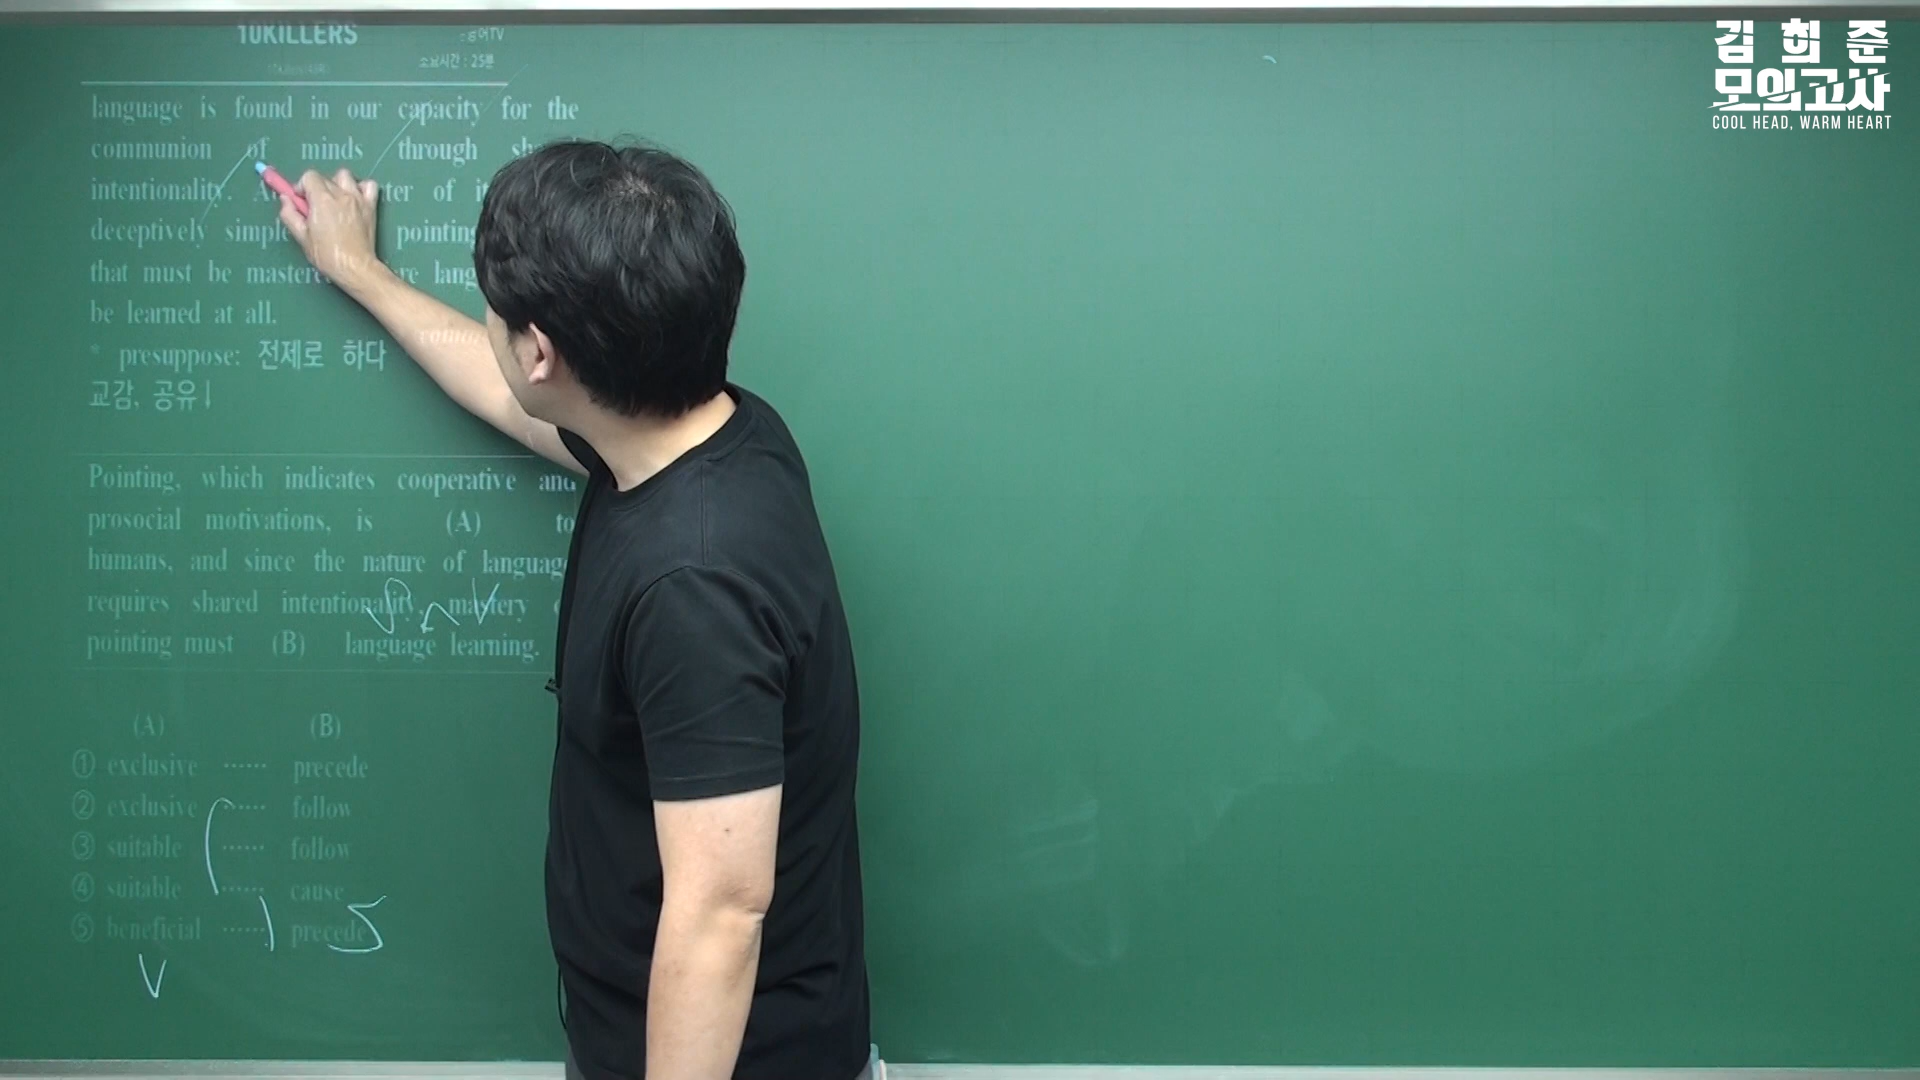 10KILLERS
소요시간 : 25분
language is found in our capacity for the
communion of minds through
intentionality. of
deceptively simple pointing
that must be
be learned at all.
* presuppose: 전제로 하다
교감, 공유↓
Pointing, which indicates cooperative and
prosocial motivations, is (A) to
humans, and since the nature of language
requires shared intentionality, mastery
pointing must (B) language learning.
(A) (B)
① exclusive ...... precede
② exclusive ...... follow
③ suitable ...... follow
④ suitable ...... cause
⑤ beneficial ...... precede
김희준
모의고사
COOL HEAD, WARM HEART